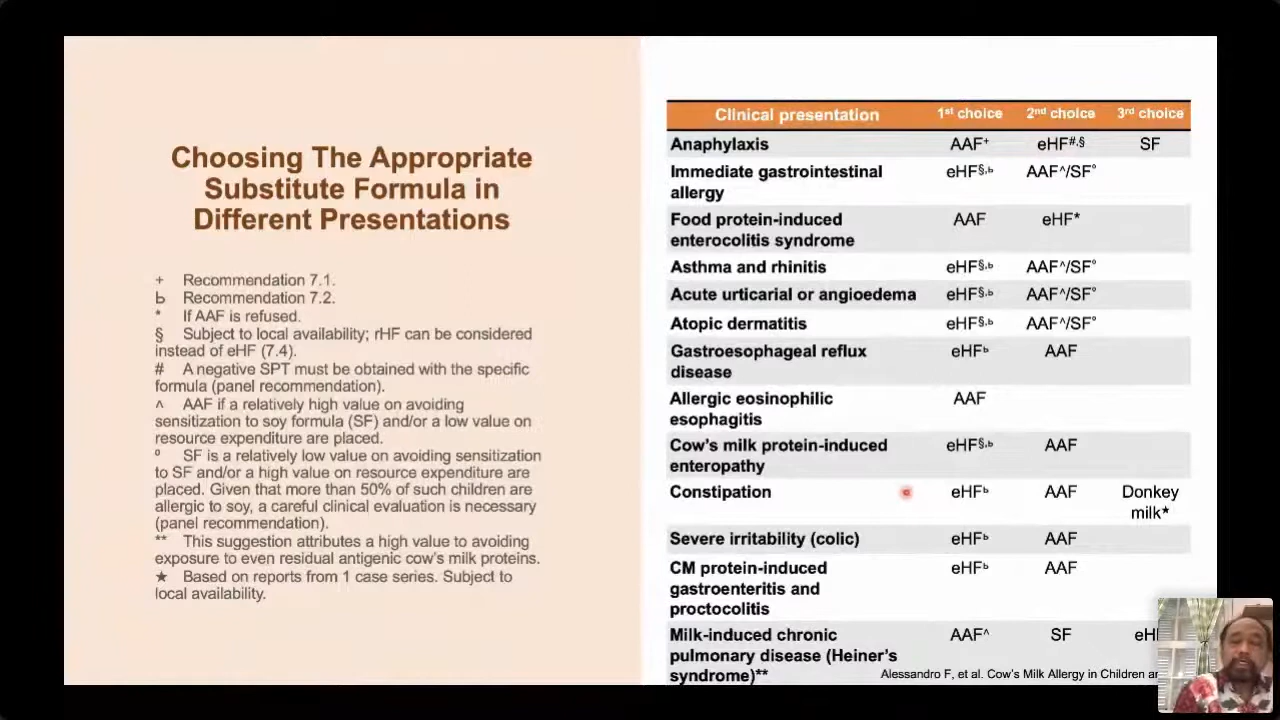 Choosing The Appropriate
Substitute Formula in
Different Presentations
+ Recommendation 7.1.
b Recommendation 7.2.
* If AAF is refused.
§ Subject to local availability; rHF can be considered
instead of eHF (7.4).
# A negative SPT must be obtained with the specific
formula (panel recommendation).
^ AAF if a relatively high value on avoiding
sensitization to soy formula (SF) and/or a low value on
resource expenditure are placed.
º SF is a relatively low value on avoiding sensitization
to SF and/or a high value on resource expenditure are
placed. Given that more than 50% of such children are
allergic to soy, a careful clinical evaluation is necessary
(panel recommendation).
** This suggestion attributes a high value to avoiding
exposure to even residual antigenic cow's milk proteins.
★ Based on reports from 1 case series. Subject to
local availability.
Clinical presentation 1st choice 2nd choice 3rd choice
Anaphylaxis AAF+ eHF#,§ SF
Immediate gastrointestinal eHF§,b AAF^/SFº
allergy
Food protein-induced AAF eHF*
enterocolitis syndrome
Asthma and rhinitis eHF§,b AAF^/SFº
Acute urticarial or angioedema eHF§,b AAF^/SFº
Atopic dermatitis eHF§,b AAF^/SFº
Gastroesophageal reflux eHFb AAF
disease
Allergic eosinophilic AAF
esophagitis
Cow's milk protein-induced eHF§,b AAF
enteropathy
Constipation eHFb AAF Donkey
milk★
Severe irritability (colic) eHFb AAF
CM protein-induced eHFb AAF
gastroenteritis and
proctocolitis
Milk-induced chronic AAF^ SF
pulmonary disease (Heiner's
syndrome)**
Alessandro F, et al. Cow's Milk Allergy in Children